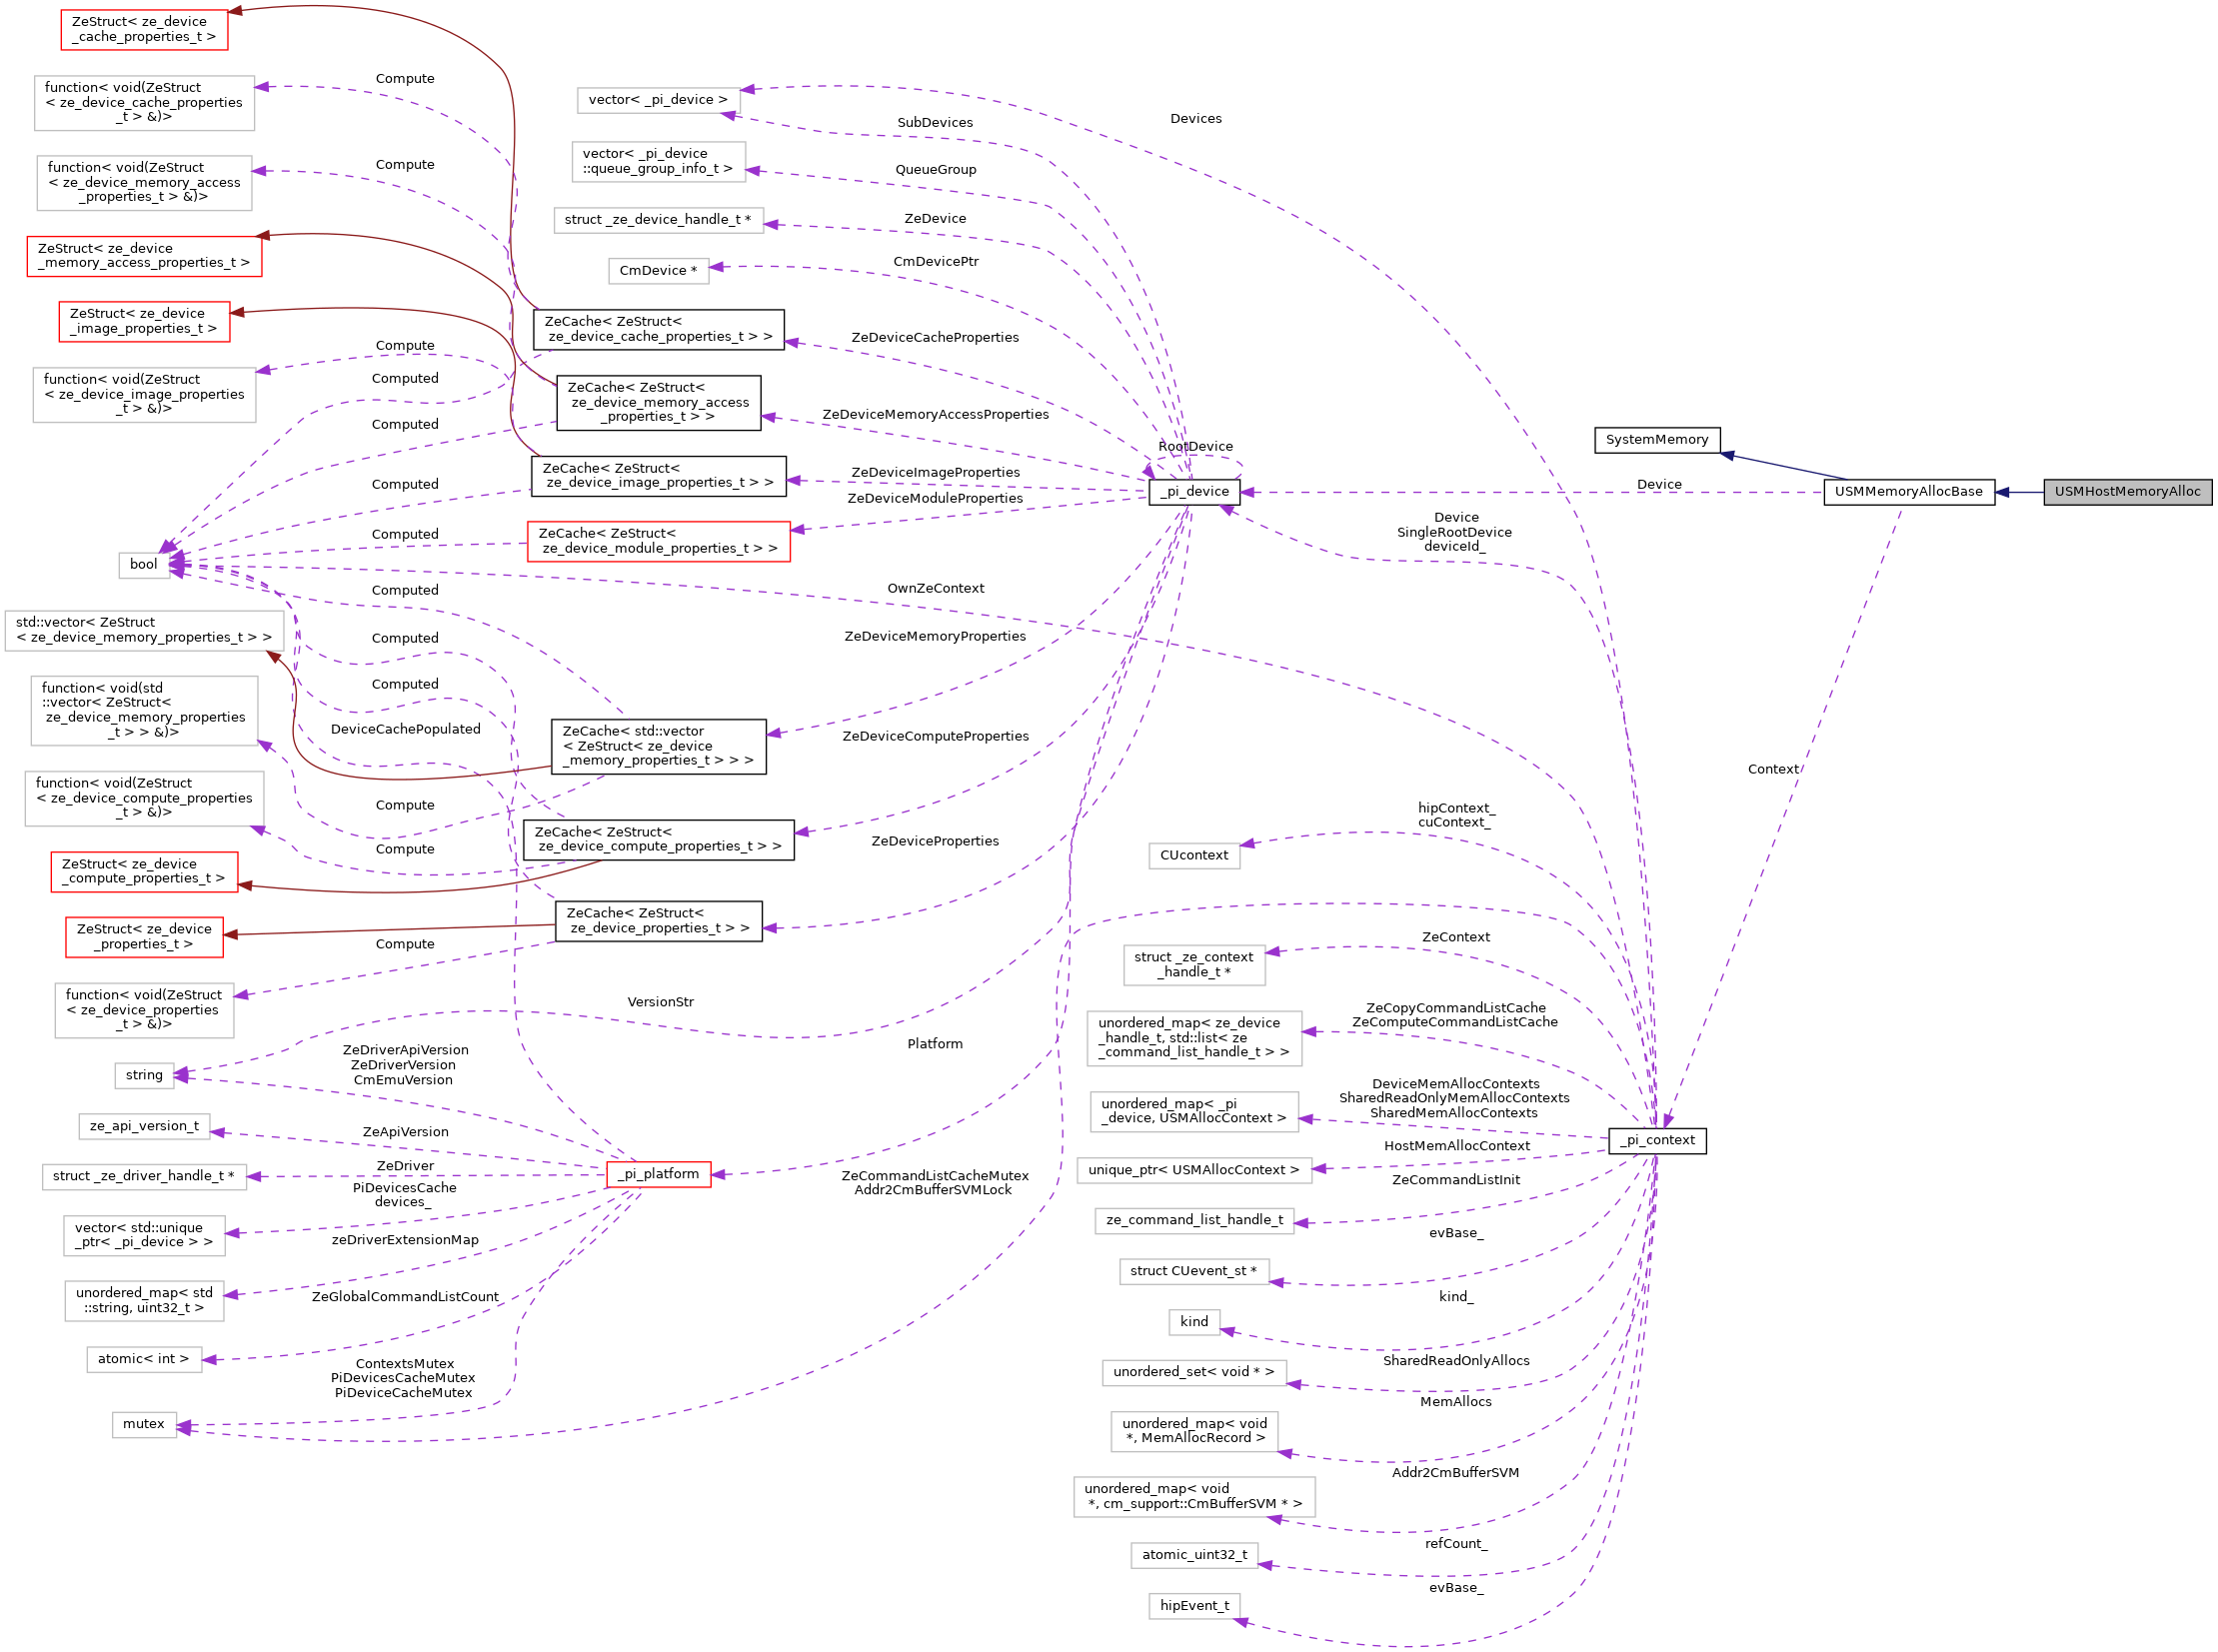 ZeStruct< ze_device
_cache_properties_t >
function< void(ZeStruct
< ze_device_cache_properties
_t > &)>
function< void(ZeStruct
< ze_device_memory_access
_properties_t > &)>
ZeStruct< ze_device
_memory_access_properties_t >
ZeStruct< ze_device
_image_properties_t >
function< void(ZeStruct
< ze_device_image_properties
_t > &)>
bool
std::vector< ZeStruct
< ze_device_memory_properties_t > >
function< void(std
::vector< ZeStruct<
ze_device_memory_properties
_t > > &)>
function< void(ZeStruct
< ze_device_compute_properties
_t > &)>
ZeStruct< ze_device
_compute_properties_t >
ZeStruct< ze_device
_properties_t >
function< void(ZeStruct
< ze_device_properties
_t > &)>
string
ze_api_version_t
struct _ze_driver_handle_t *
vector< std::unique
_ptr< _pi_device > >
unordered_map< std
::string, uint32_t >
atomic< int >
mutex
Compute
Compute
Compute
Computed
Computed
Computed
Computed
Computed
Computed
Computed
DeviceCachePopulated
Compute
Compute
Compute
ZeDriverApiVersion
ZeDriverVersion
CmEmuVersion
ZeApiVersion
ZeDriver
PiDevicesCache
devices_
zeDriverExtensionMap
ZeGlobalCommandListCount
ContextsMutex
PiDevicesCacheMutex
PiDeviceCacheMutex
vector< _pi_device >
vector< _pi_device
::queue_group_info_t >
struct _ze_device_handle_t *
CmDevice *
ZeCache< ZeStruct<
ze_device_cache_properties_t > >
ZeCache< ZeStruct<
ze_device_memory_access
_properties_t > >
ZeCache< ZeStruct<
ze_device_image_properties_t > >
ZeCache< ZeStruct<
ze_device_module_properties_t > >
ZeCache< std::vector
< ZeStruct< ze_device
_memory_properties_t > > >
ZeCache< ZeStruct<
ze_device_compute_properties_t > >
ZeCache< ZeStruct<
ze_device_properties_t > >
VersionStr
_pi_platform
SubDevices
QueueGroup
ZeDevice
CmDevicePtr
ZeDeviceCacheProperties
ZeDeviceMemoryAccessProperties
ZeDeviceImageProperties
ZeDeviceModuleProperties
OwnZeContext
ZeDeviceMemoryProperties
ZeDeviceComputeProperties
ZeDeviceProperties
Platform
ZeCommandListCacheMutex
Addr2CmBufferSVMLock
Devices
RootDevice
_pi_device
Device
SingleRootDevice
deviceId_
hipContext_
cuContext_
CUcontext
ZeContext
struct _ze_context
_handle_t *
ZeCopyCommandListCache
ZeComputeCommandListCache
unordered_map< ze_device
_handle_t, std::list< ze
_command_list_handle_t > >
DeviceMemAllocContexts
SharedReadOnlyMemAllocContexts
SharedMemAllocContexts
unordered_map< _pi
_device, USMAllocContext >
HostMemAllocContext
unique_ptr< USMAllocContext >
ZeCommandListInit
ze_command_list_handle_t
evBase_
struct CUevent_st *
kind_
kind
SharedReadOnlyAllocs
unordered_set< void * >
MemAllocs
unordered_map< void
*, MemAllocRecord >
Addr2CmBufferSVM
unordered_map< void
*, cm_support::CmBufferSVM * >
refCount_
atomic_uint32_t
evBase_
hipEvent_t
SystemMemory
Device
USMMemoryAllocBase
USMHostMemoryAlloc
Context
_pi_context